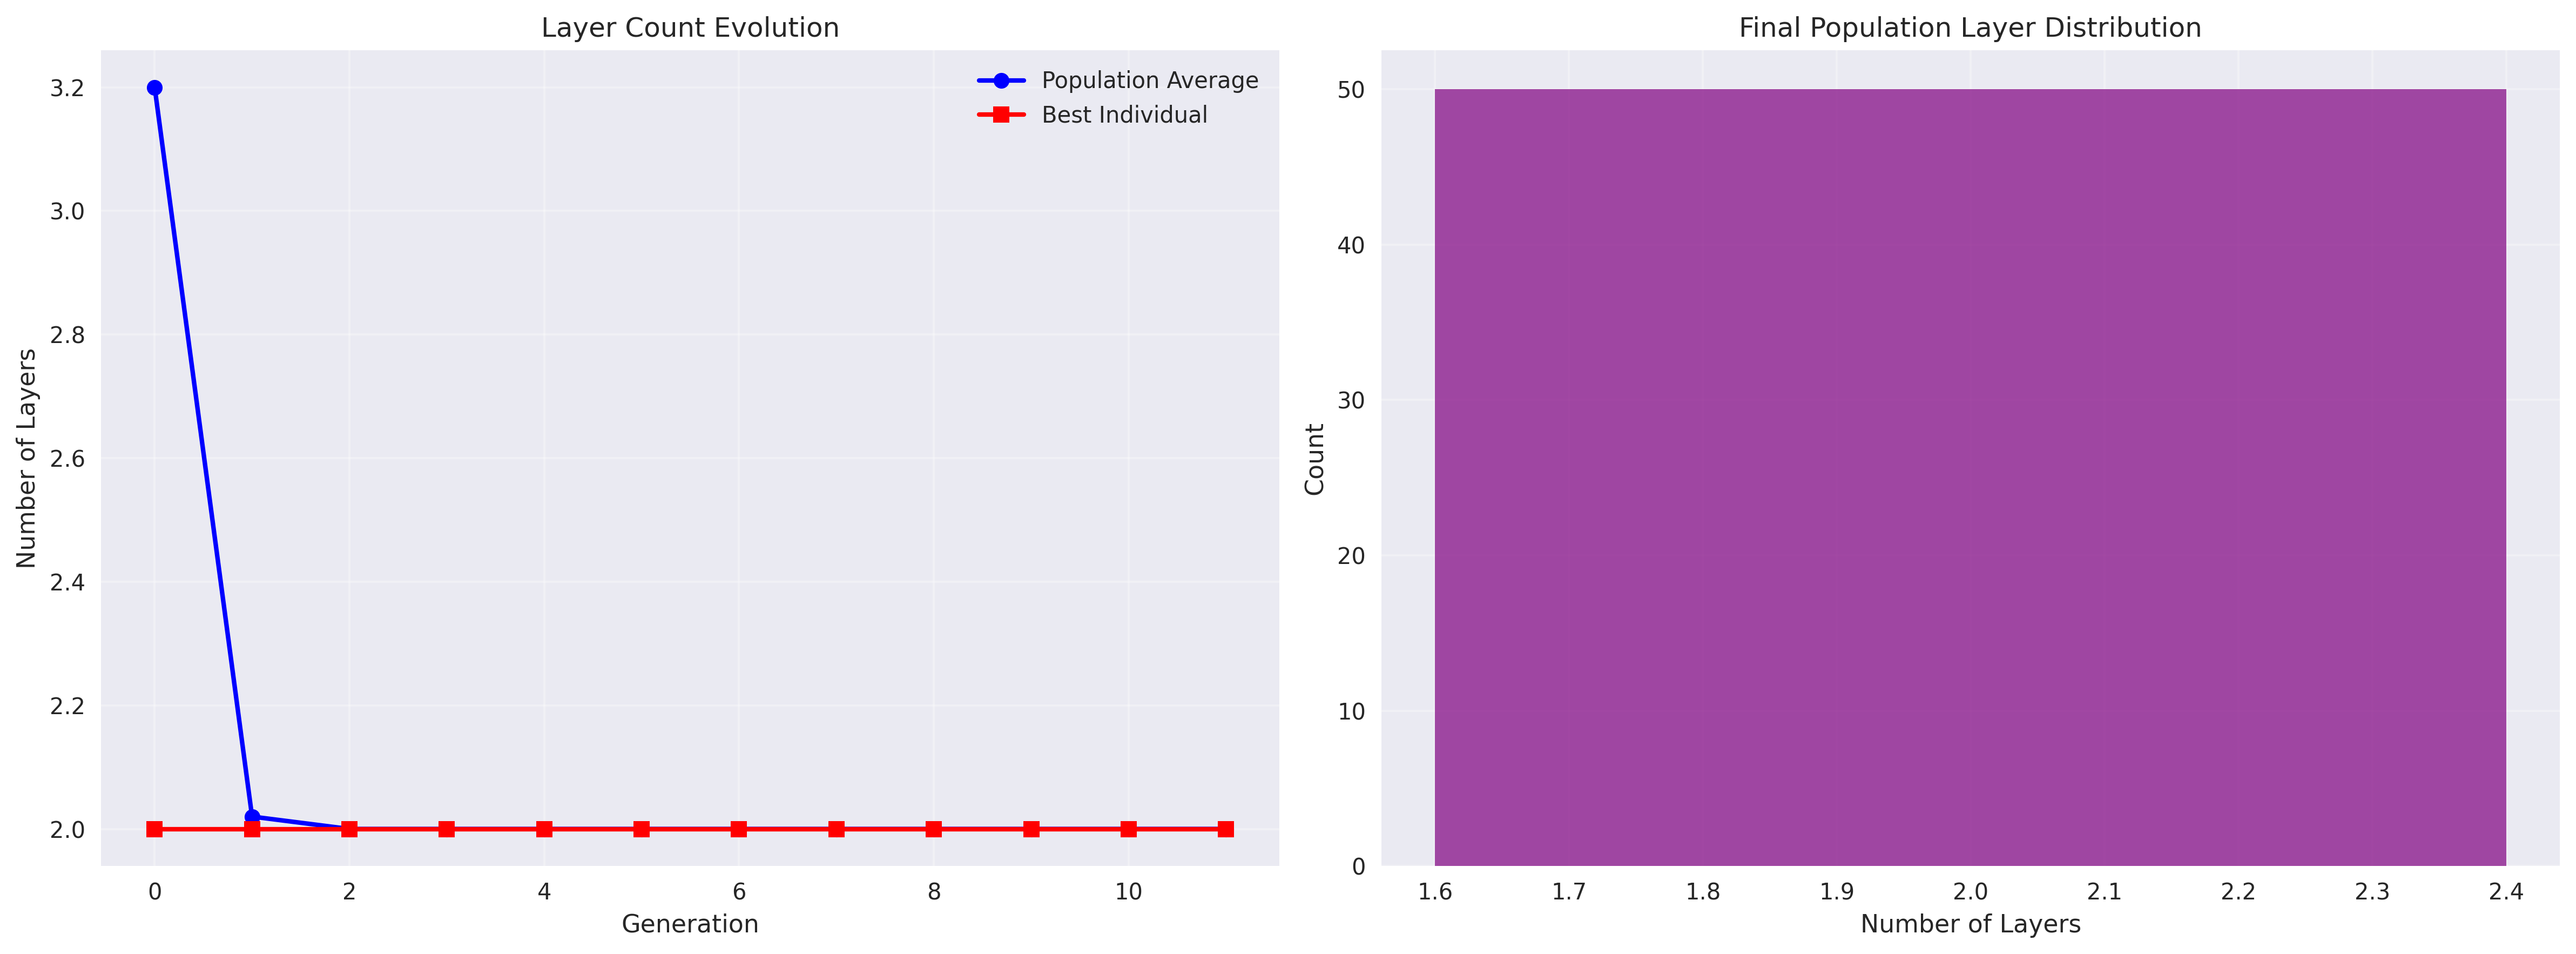 Layer Count Evolution
Population Average
Best Individual
3.2
3.0
2.8
2.6
2.4
2.2
2.0
Number of Layers
0 2 4 6 8 10
Generation
Final Population Layer Distribution
50
40
30
20
10
0
Count
1.6 1.7 1.8 1.9 2.0 2.1 2.2 2.3 2.4
Number of Layers